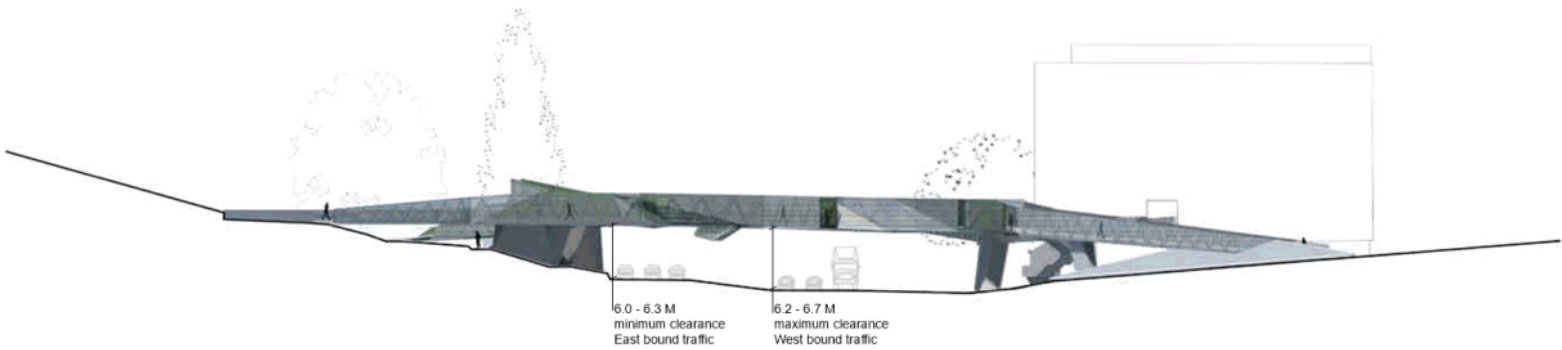 6.0 - 6.3 M
minimum clearance
East bound traffic
6.2 - 6.7 M
maximum clearance
West bound traffic